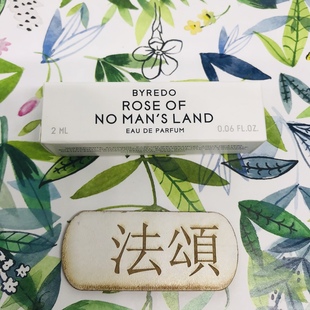 BYREDO
ROSE OF
NO MAN'S LAND
EAU DE PARFUM
2 ML
0.06 FL.OZ.
法頌